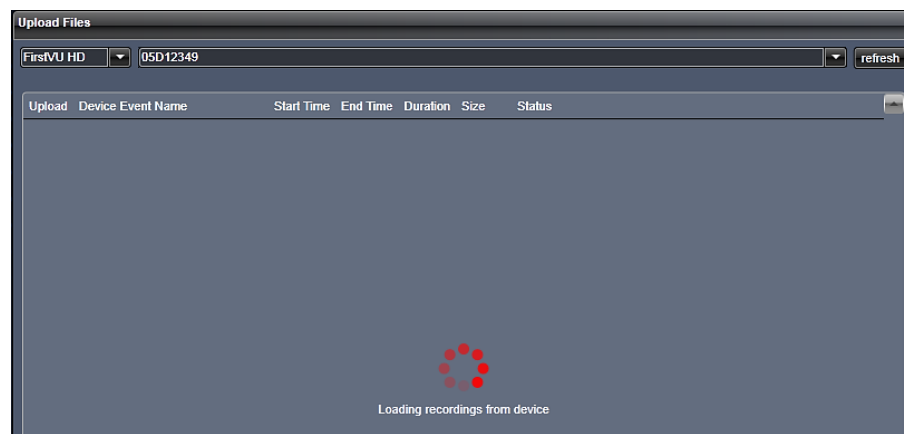 Upload Files
FirstVU HD 05D12349 refresh
Upload Device Event Name Start Time End Time Duration Size Status
Loading recordings from device